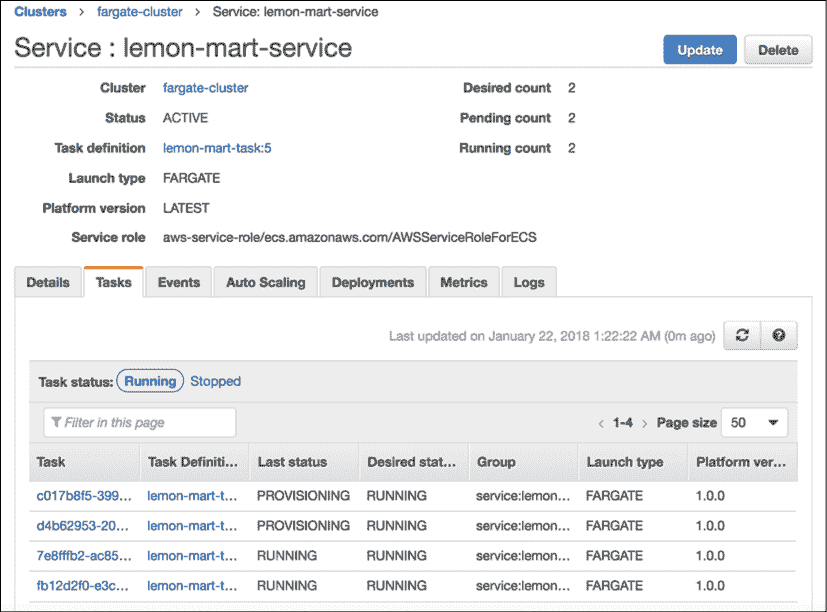 Clusters > fargate-cluster > Service: lemon-mart-service
Service : lemon-mart-service Update Delete
Cluster fargate-cluster Desired count 2
Status ACTIVE Pending count 2
Task definition lemon-mart-task:5 Running count 2
Launch type FARGATE
Platform version LATEST
Service role aws-service-role/ecs.amazonaws.com/AWSServiceRoleForECS
Details Tasks Events Auto Scaling Deployments Metrics Logs
Last updated on January 22, 2018 1:22:22 AM (0m ago)
Task status: Running Stopped
Filter in this page < 1-4 > Page size 50
Task Task Definiti... Last status Desired stat... Group Launch type Platform ver...
c017b8f5-399... lemon-mart-t... PROVISIONING RUNNING service:lemon... FARGATE 1.0.0
d4b62953-20... lemon-mart-t... PROVISIONING RUNNING service:lemon... FARGATE 1.0.0
7e8fffb2-ac85... lemon-mart-t... RUNNING RUNNING service:lemon... FARGATE 1.0.0
fb12d2f0-e3c... lemon-mart-t... RUNNING RUNNING service:lemon... FARGATE 1.0.0